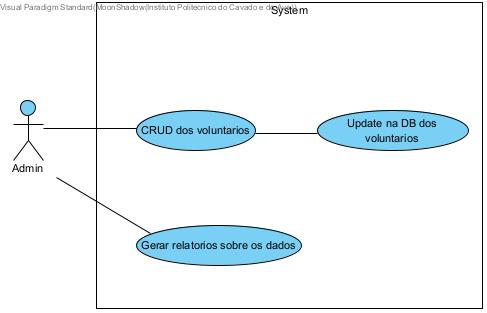 Visual Paradigm Standard(MoonShadow(Instituto Politecnico do Cavado e do Ave))
System
CRUD dos voluntarios
Update na DB dos
voluntarios
Admin
Gerar relatorios sobre os dados